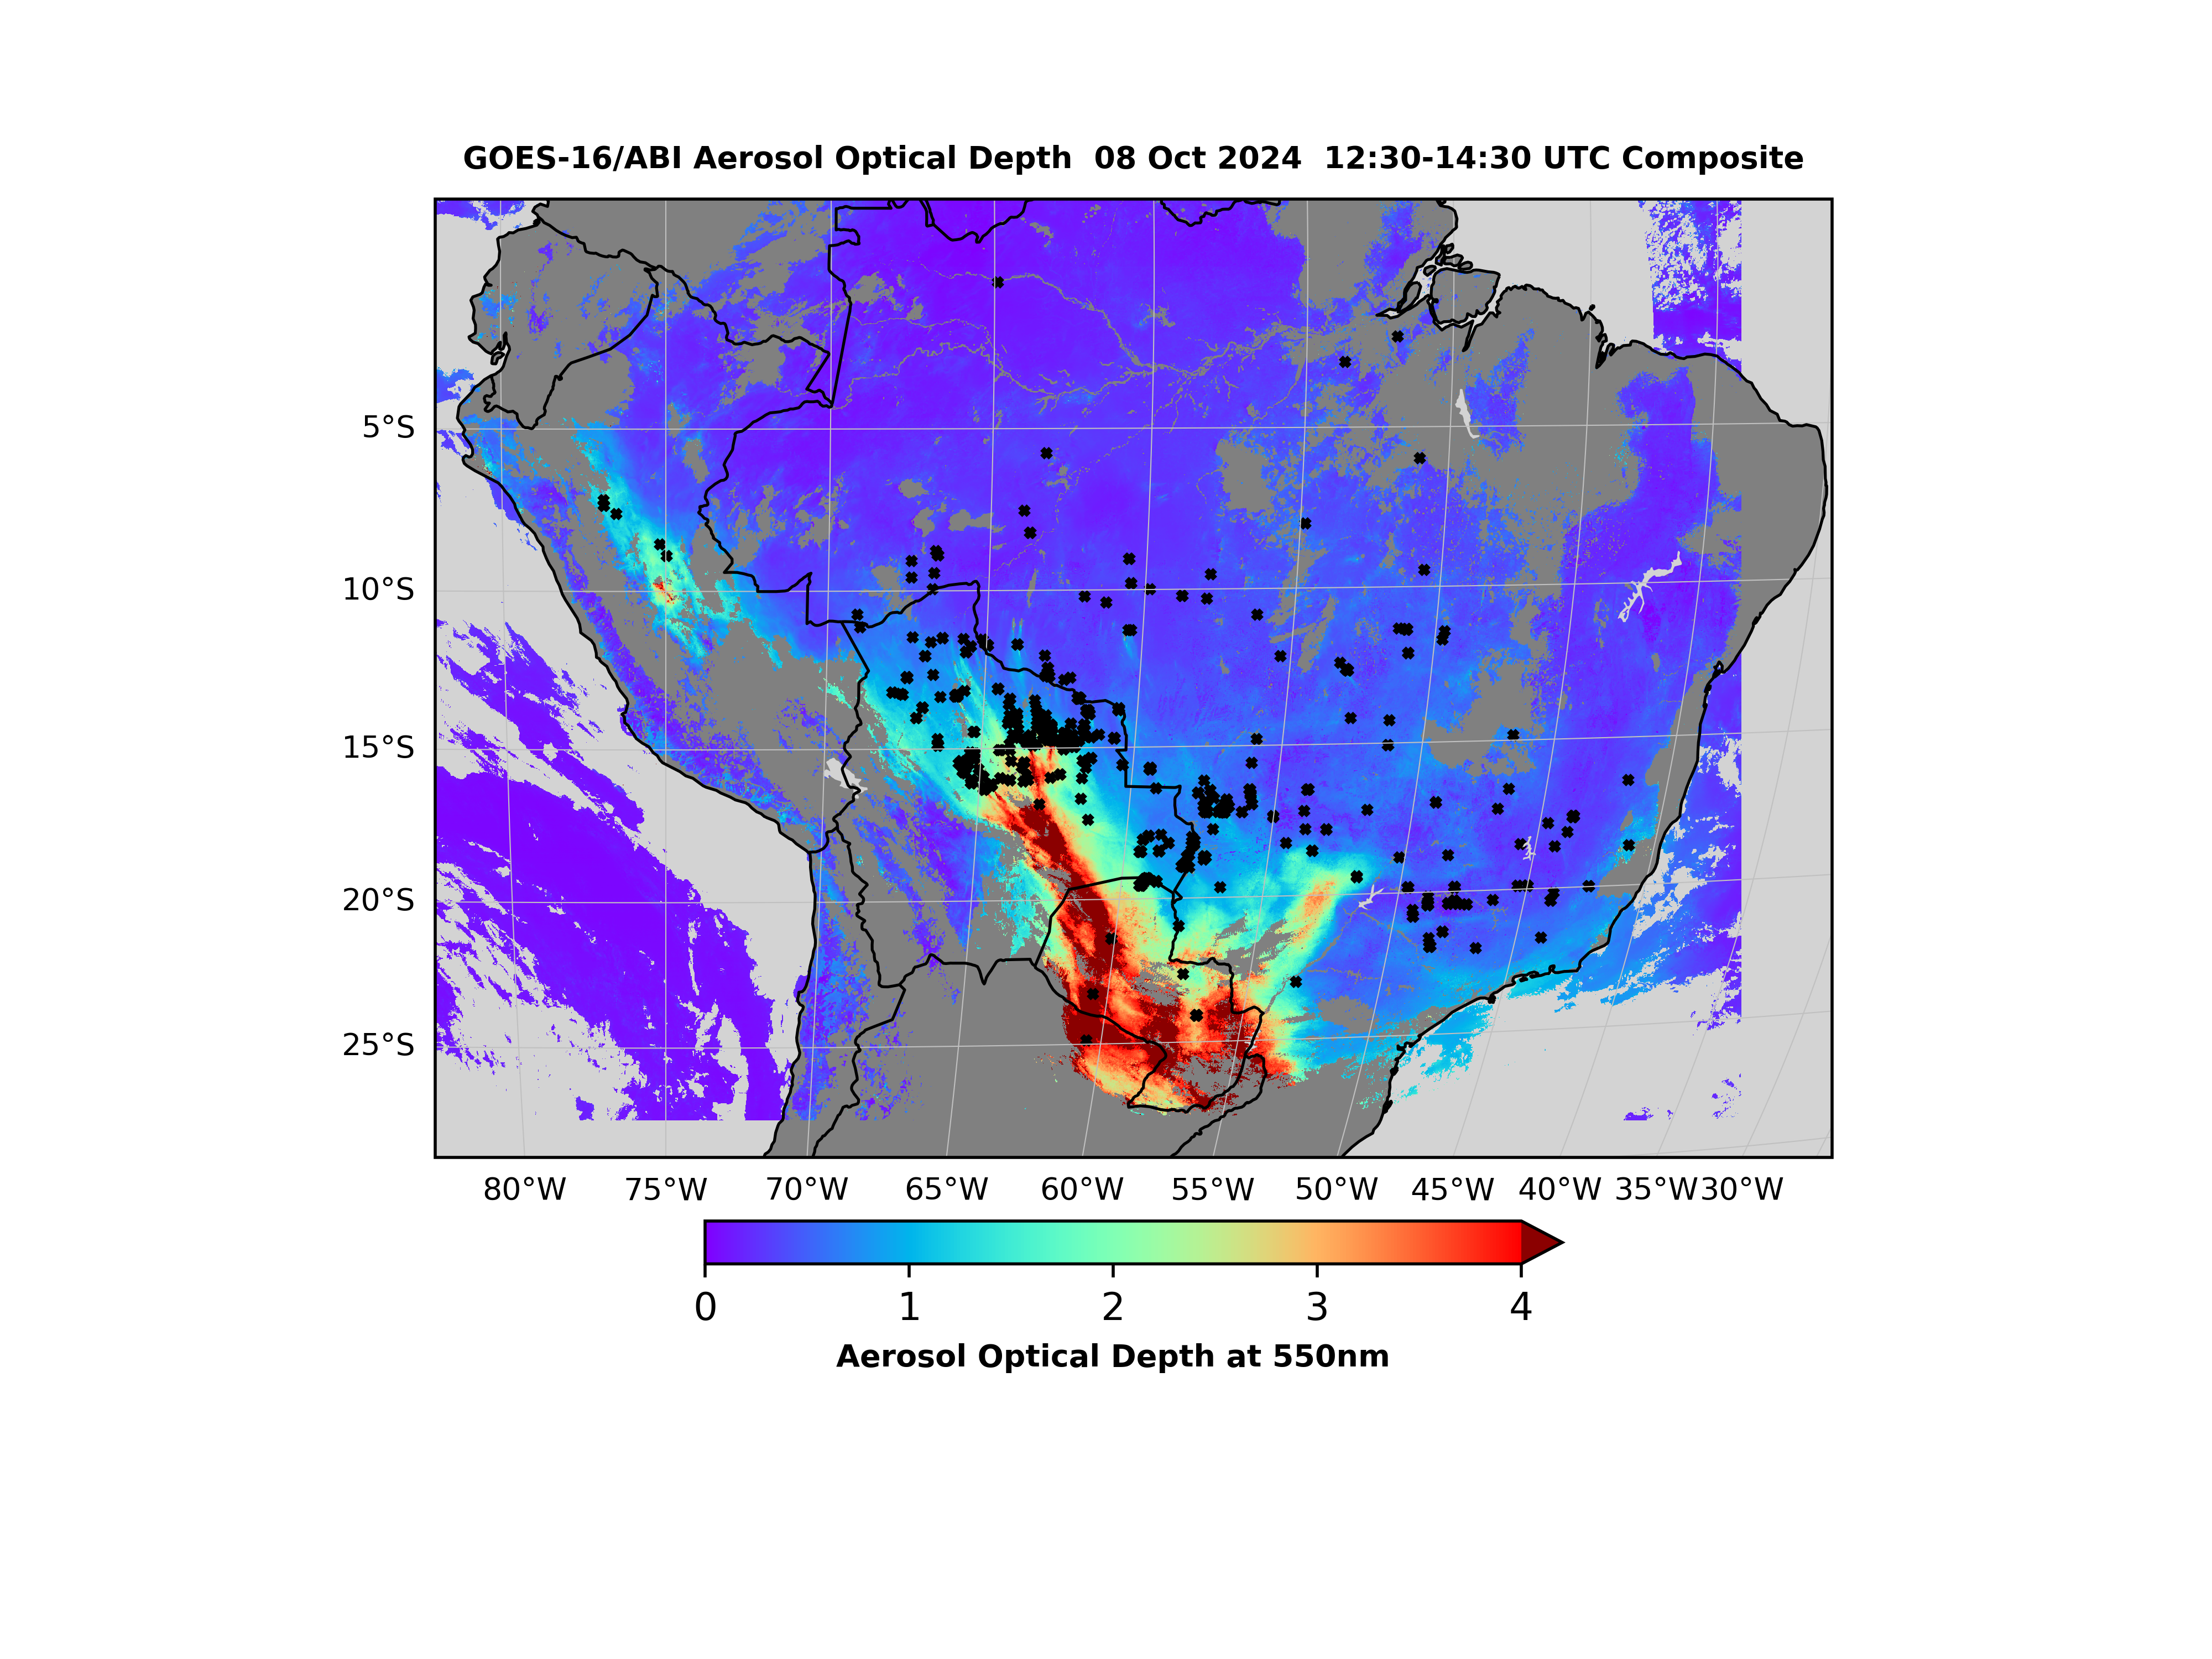 GOES-16/ABI Aerosol Optical Depth  08 Oct 2024  12:30-14:30 UTC Composite
5°S
10°S
15°S
20°S
25°S
80°W 75°W 70°W 65°W 60°W 55°W 50°W 45°W 40°W 35°W 30°W
0 1 2 3 4
Aerosol Optical Depth at 550nm